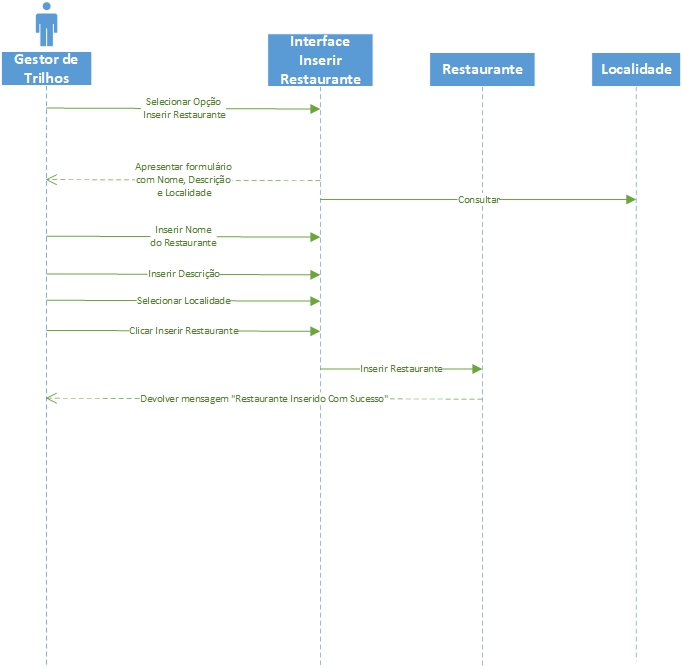 Gestor de
Trilhos
Interface
Inserir
Restaurante
Restaurante
Localidade
Selecionar Opção
Inserir Restaurante
Apresentar formulário
com Nome, Descrição
e Localidade
Consultar
Inserir Nome
do Restaurante
Inserir Descrição
Selecionar Localidade
Clicar Inserir Restaurante
Inserir Restaurante
Devolver mensagem "Restaurante Inserido Com Sucesso"